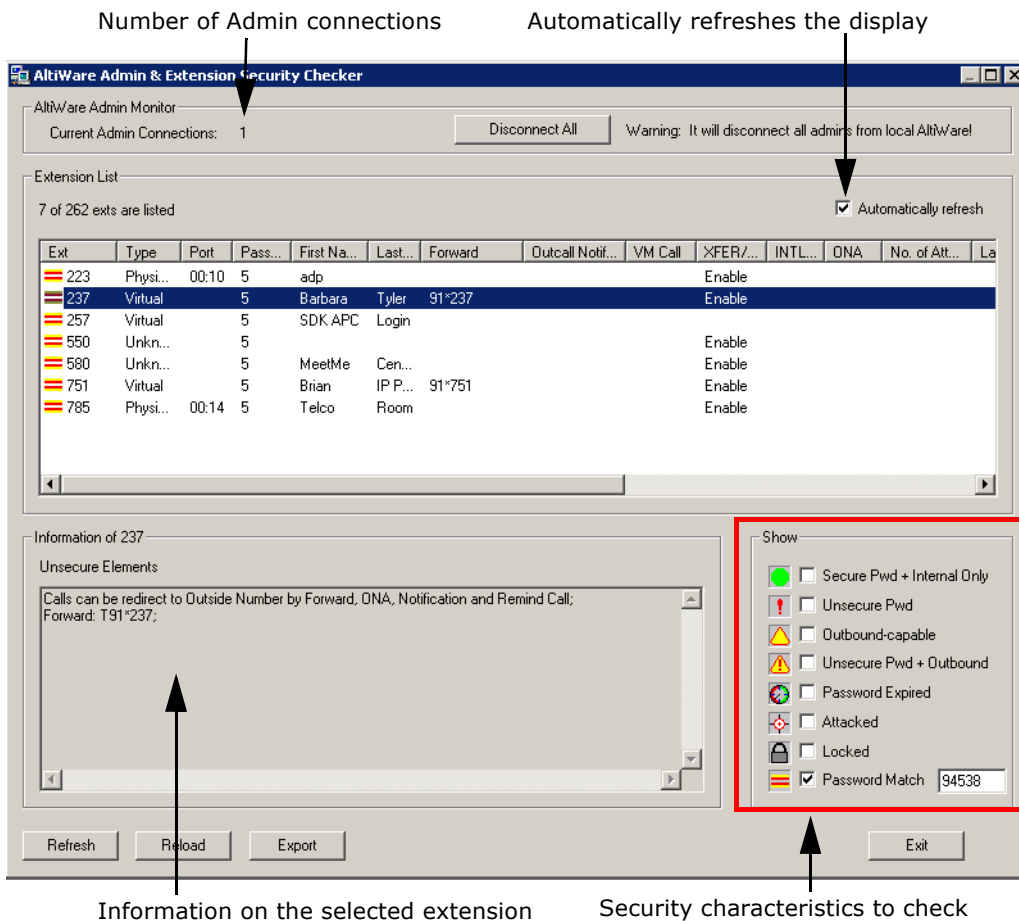 Number of Admin connections
Automatically refreshes the display
AltiWare Admin & Extension Security Checker
AltiWare Admin Monitor
Current Admin Connections: 1
Disconnect All
Warning: It will disconnect all admins from local AltiWare!
Extension List
7 of 262 exts are listed
Automatically refresh
Ext Type Port Pass... First Na... Last... Forward Outcall Notif... VM Call XFER/... INTL... ONA No. of Att... La
223 Physi... 00:10 5 adp Enable
237 Virtual 5 Barbara Tyler 91*237 Enable
257 Virtual 5 SDK APC Login
550 Unkn... 5 Enable
580 Unkn... 5 MeetMe Cen... Enable
751 Virtual 5 Brian IP P... 91*751 Enable
785 Physi... 00:14 5 Telco Room Enable
Information of 237
Unsecure Elements
Calls can be redirect to Outside Number by Forward, ONA, Notification and Remind Call;
Forward: T91*237;
Show
Secure Pwd + Internal Only
Unsecure Pwd
Outbound-capable
Unsecure Pwd + Outbound
Password Expired
Attacked
Locked
Password Match 94538
Refresh
Reload
Export
Exit
Information on the selected extension
Security characteristics to check